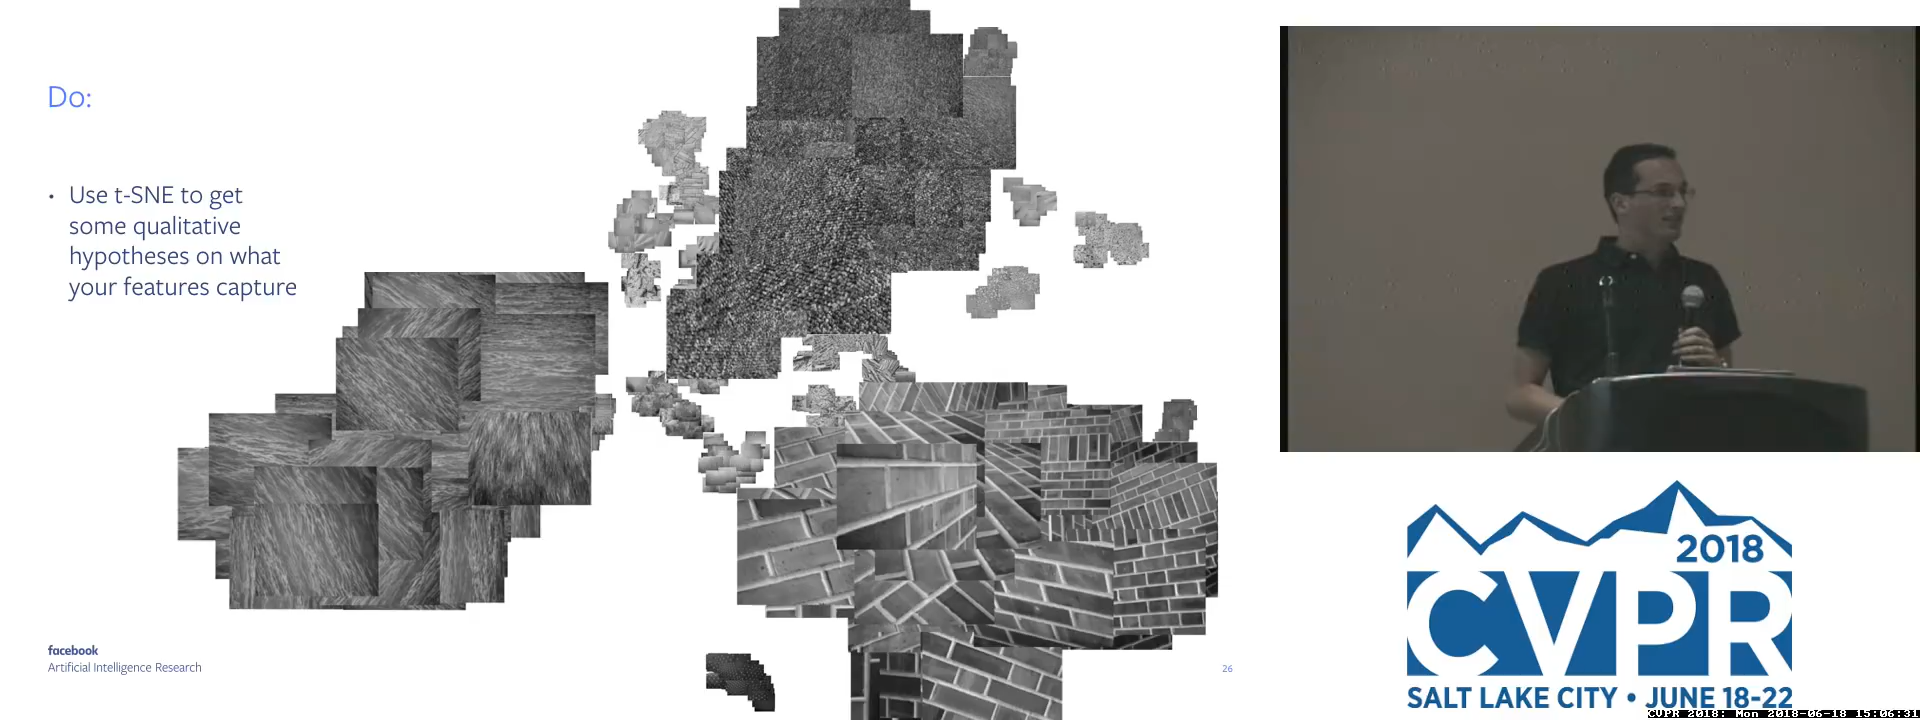 Do:
• Use t-SNE to get
some qualitative
hypotheses on what
your features capture
facebook
Artificial Intelligence Research
26
2018
CVPR
SALT LAKE CITY • JUNE 18-22
CVPR 2018: Mon 2018-06-18 15:06:31